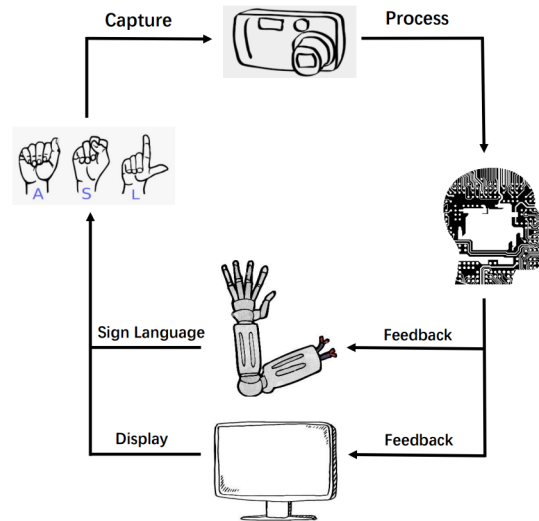 Capture
Process
A S L
Sign Language
Feedback
Display
Feedback